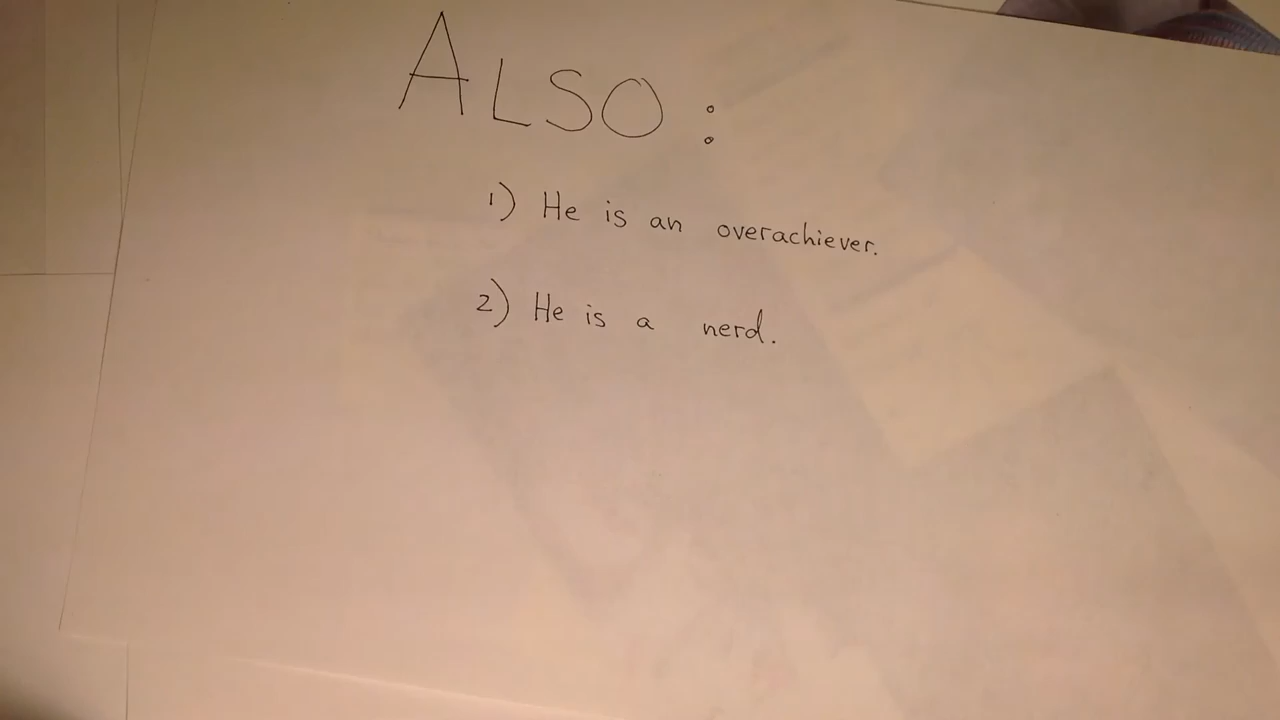 ALSO:
1) He is an overachiever.
2) He is a nerd.